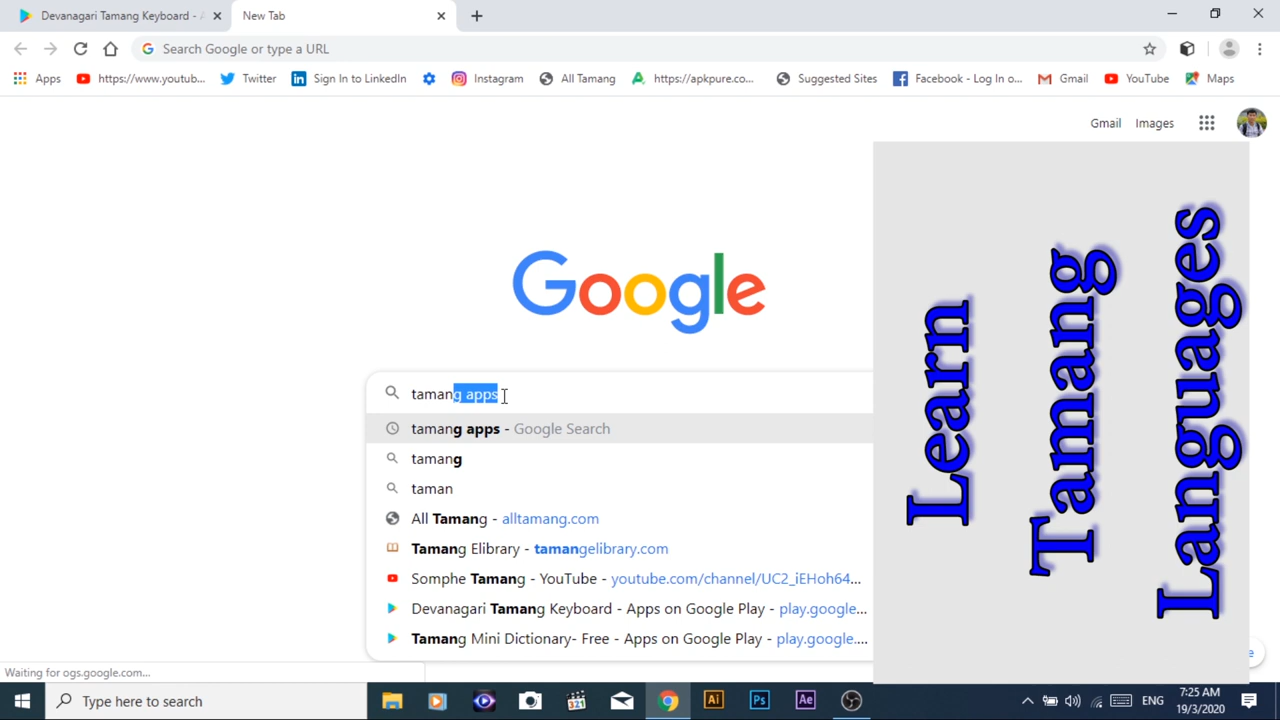 Devanagari Tamang Keyboard - A
New Tab
Search Google or type a URL
Apps
https://www.youtub...
Twitter
Sign In to LinkedIn
Instagram
All Tamang
https://apkpure.co...
Suggested Sites
Facebook - Log In o...
Gmail
YouTube
Maps
Gmail
Images
Google
tamang apps
tamang apps - Google Search
tamang
taman
All Tamang - alltamang.com
Tamang Elibrary - tamangelibrary.com
Somphe Tamang - YouTube - youtube.com/channel/UC2_iEHoh64...
Devanagari Tamang Keyboard - Apps on Google Play - play.google...
Tamang Mini Dictionary- Free - Apps on Google Play - play.google....
Learn
Tamang
Languages
e
Waiting for ogs.google.com...
Type here to search
321
Ai
Ps
Ae
ENG
7:25 AM
19/3/2020